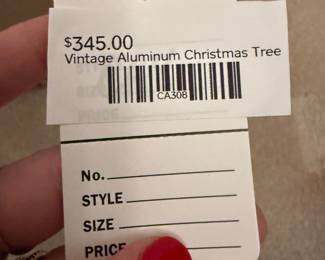 $345.00
Vintage Aluminum Christmas Tree
CA308
No.
STYLE
SIZE
PRICE